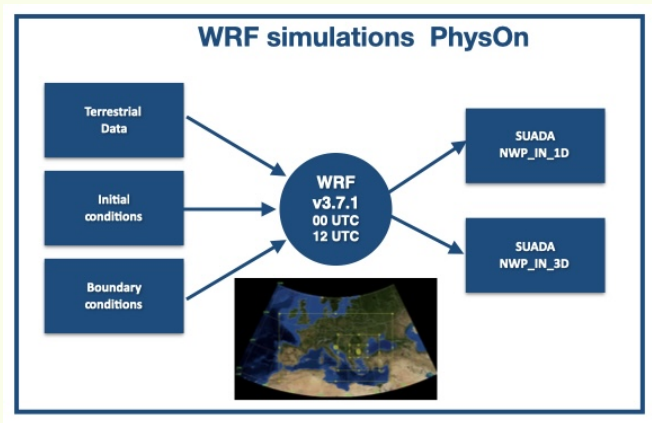 WRF simulations PhysOn
Terrestrial
Data
Initial
conditions
Boundary
conditions
WRF
v3.7.1
00 UTC
12 UTC
SUADA
NWP_IN_1D
SUADA
NWP_IN_3D